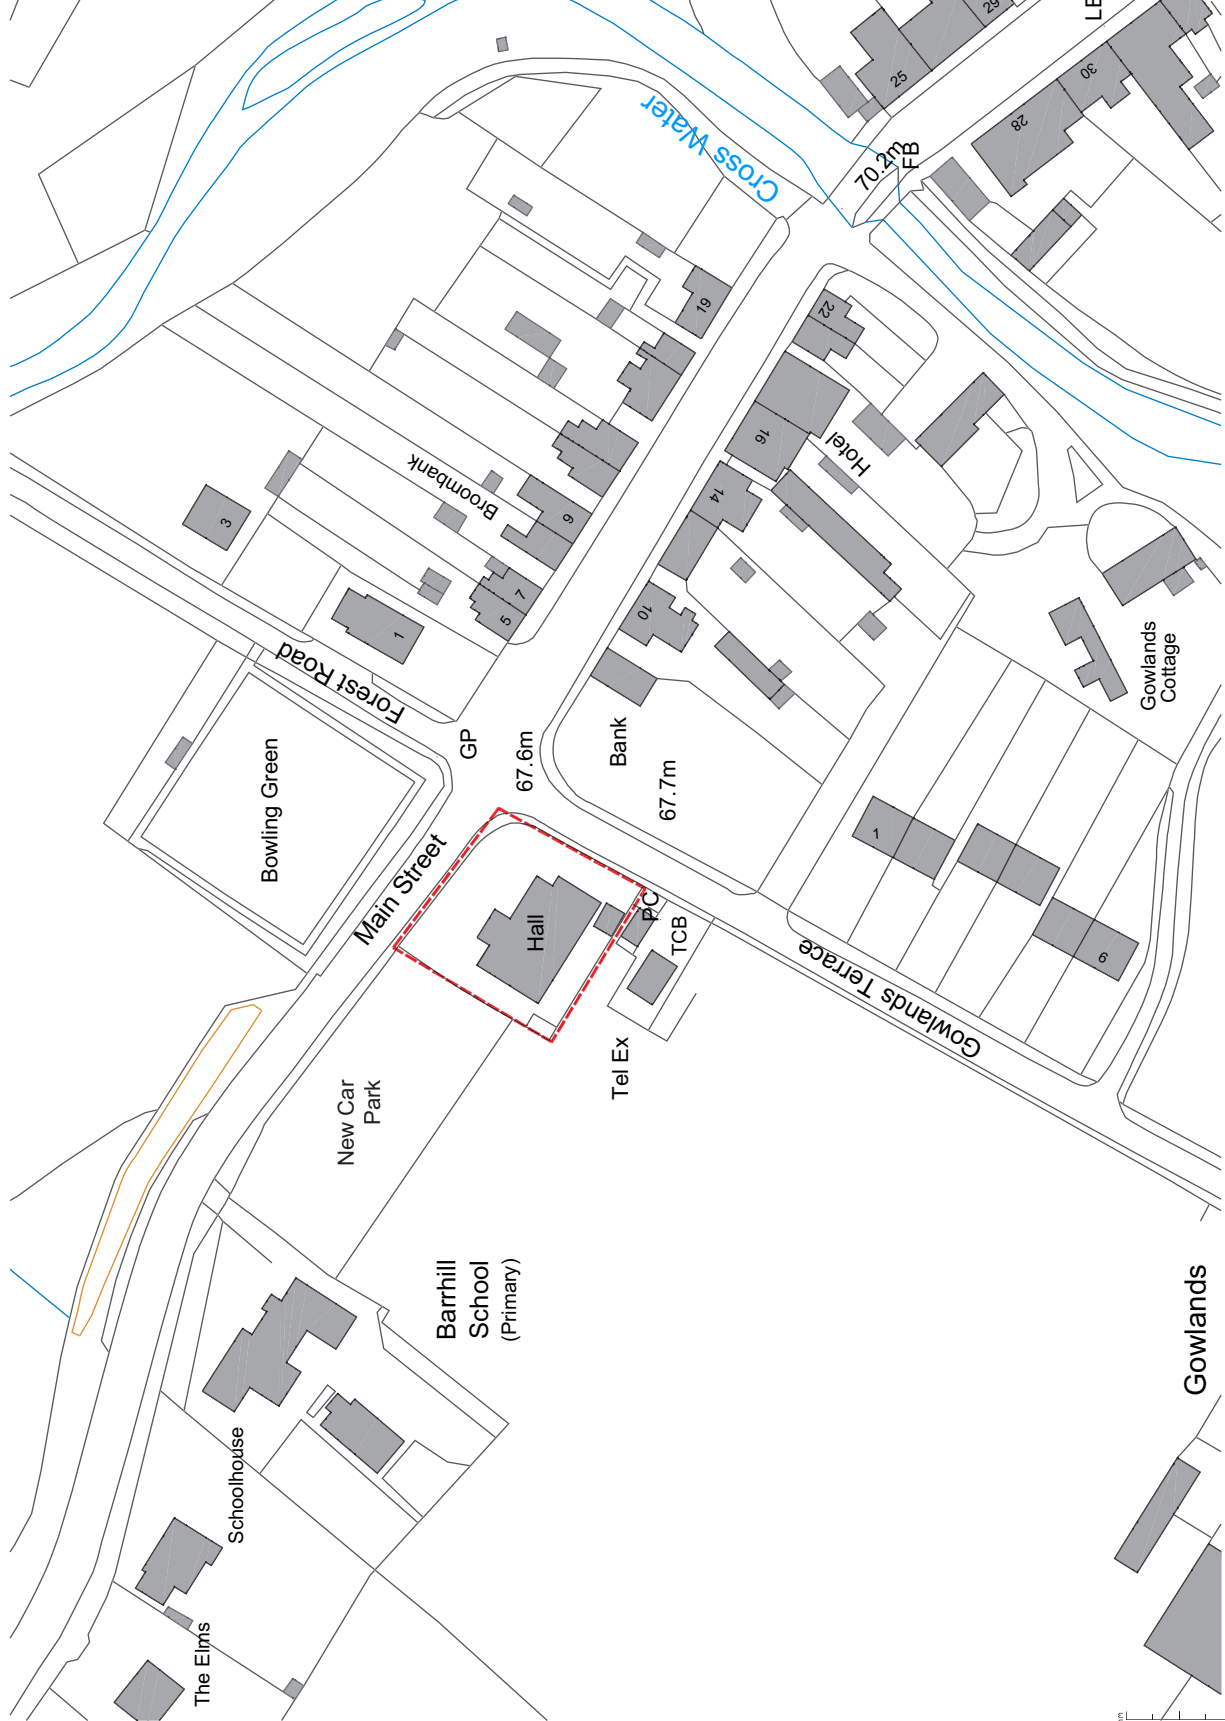 29
LB
25
30
28
Cross Water
70.2m
FB
19
22
16
Hotel
14
Broombank
3
9
7
5
10
1
Forest Road
Gowlands
Cottage
Bank
GP
67.6m
67.7m
Bowling Green
Main Street
1
Hall
PC
TCB
6
Gowlands Terrace
Tel Ex
New Car
Park
Barrhill
School
(Primary)
Gowlands
Schoolhouse
The Elms